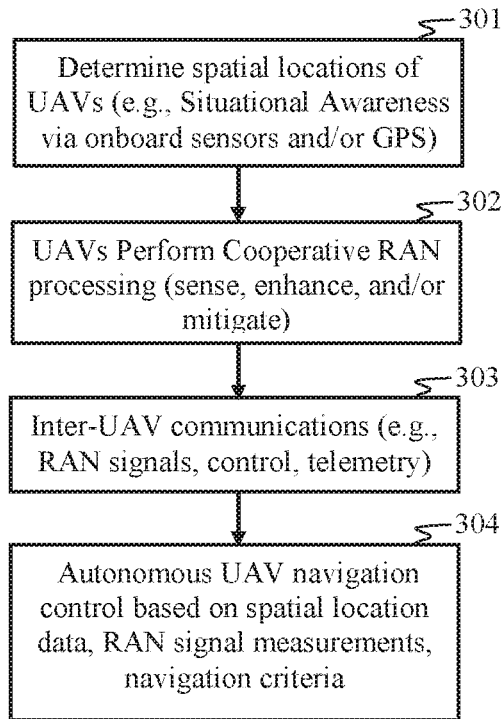 301
Determine spatial locations of
UAVs (e.g., Situational Awareness
via onboard sensors and/or GPS)
302
UAVs Perform Cooperative RAN
processing (sense, enhance, and/or
mitigate)
303
Inter-UAV communications (e.g.,
RAN signals, control, telemetry)
304
Autonomous UAV navigation
control based on spatial location
data, RAN signal measurements,
navigation criteria